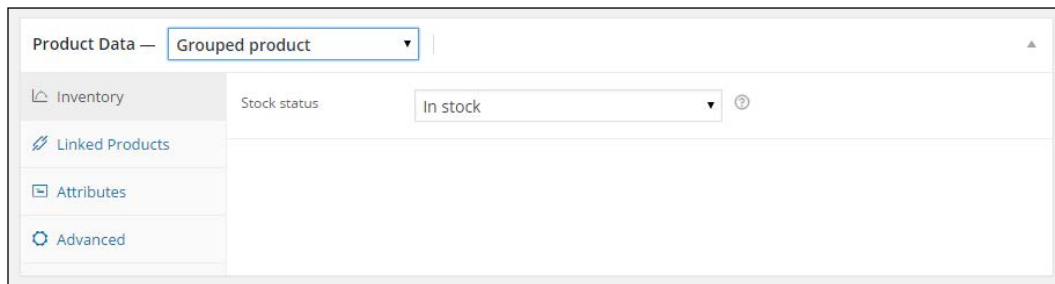 Product Data — Grouped product
Inventory
Stock status
In stock
Linked Products
Attributes
Advanced